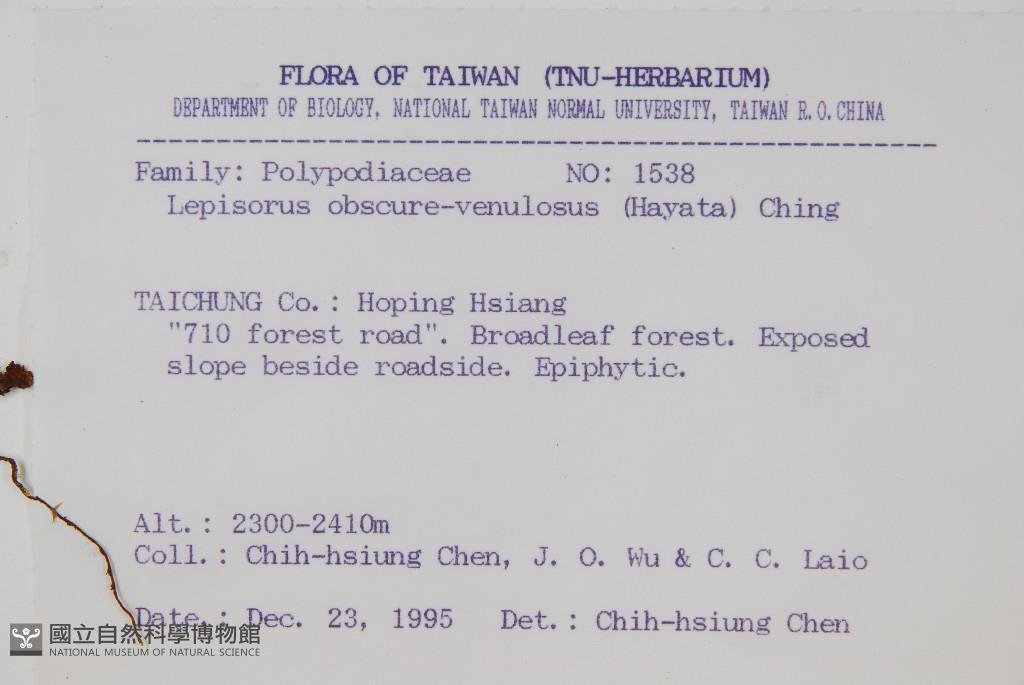 FLORA OF TAIWAN (TNU-HERBARIUM)
DEPARTMENT OF BIOLOGY, NATIONAL TAIWAN NORMAL UNIVERSITY, TAIWAN R.O.CHINA
Family: Polypodiaceae NO: 1538
Lepisorus obscure-venulosus (Hayata) Ching
TAICHUNG Co.: Hoping Hsiang
"710 forest road". Broadleaf forest. Exposed
slope beside roadside. Epiphytic.
Alt.: 2300-2410m
Coll.: Chih-hsiung Chen, J. O. Wu & C. C. Laio
Date.: Dec. 23, 1995 Det.: Chih-hsiung Chen
國立自然科學博物館
NATIONAL MUSEUM OF NATURAL SCIENCE